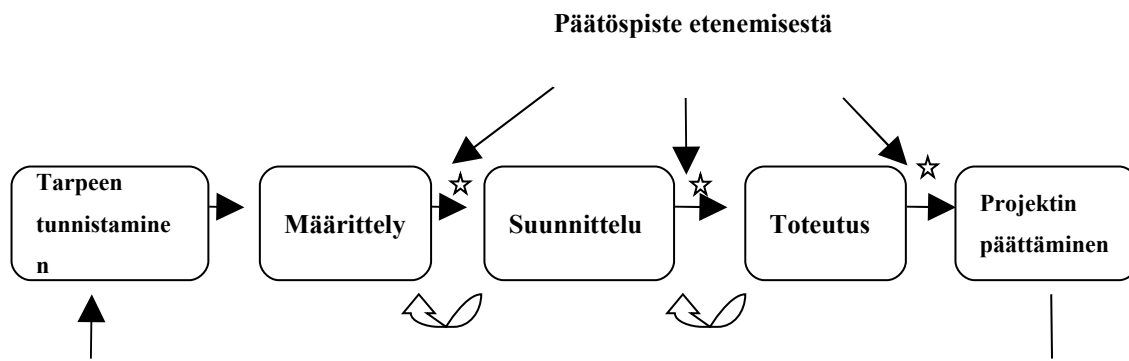 Päätöspiste etenemisestä
Tarpeen
tunnistamine
n
Määrittely
Suunnittelu
Toteutus
Projektin
päättäminen